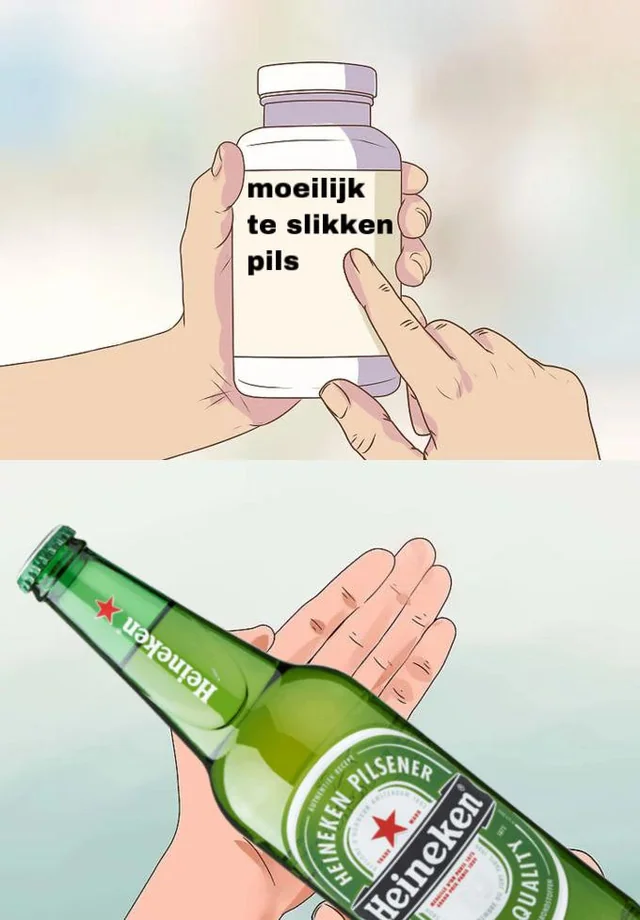 moeilijk
te slikken
pils
Heineken
HEINEKEN PILSENER
Heineken
QUALITY